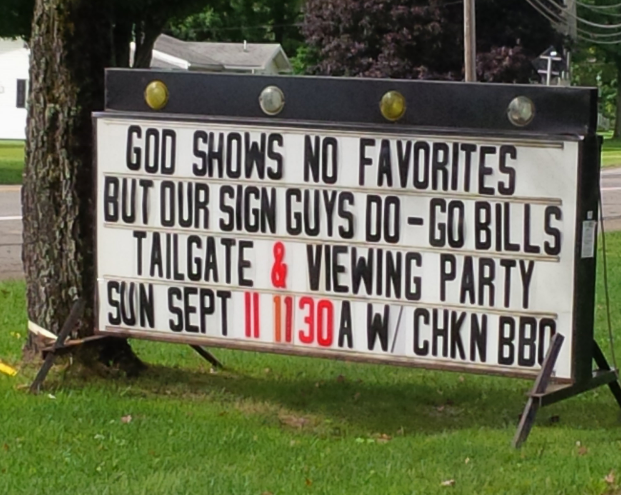 GOD SHOWS NO FAVORITES
BUT OUR SIGN GUYS DO - GO BILLS
TAILGATE & VIEWING PARTY
SUN SEPT 11 1130A W/ CHKN BBQ